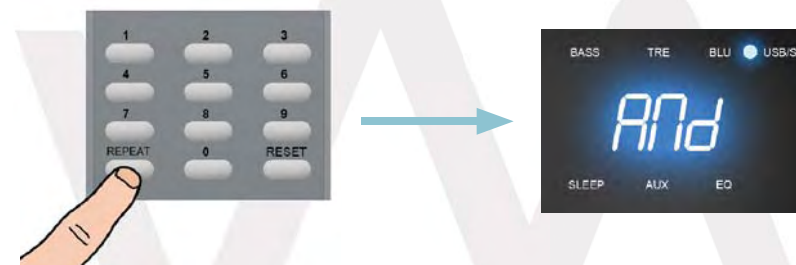 1 2 3
4 5 6
7 8 9
REPEAT 0 RESET
BASS TRE BLU USB/S
ANd
SLEEP AUX EQ